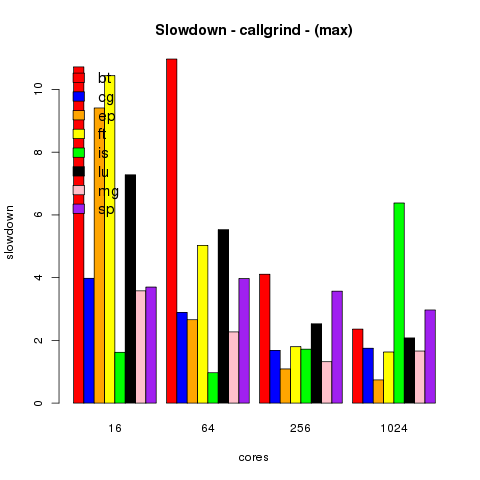 Slowdown - callgrind - (max)
slowdown
10
8
6
4
2
0
bt
cg
ep
ft
is
lu
mg
sp
16
64
256
1024
cores